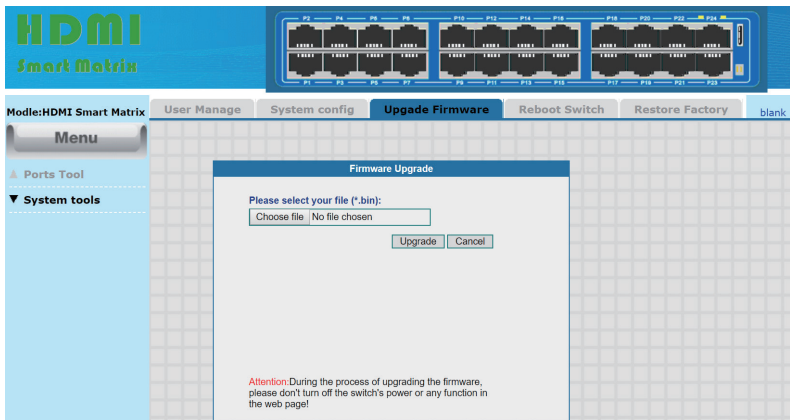 HDMI
Smart Matrix
P2 P4 P6 P8 P10 P12 P14 P16 P18 P20 P22 P24
P1 P3 P5 P7 P9 P11 P13 P15 P17 P19 P21 P23
Modle:HDMI Smart Matrix
User Manage
System config
Upgade Firmware
Reboot Switch
Restore Factory
blank
Menu
Ports Tool
System tools
Firmware Upgrade
Please select your file (*.bin):
Choose file No file chosen
Upgrade Cancel
Attention:During the process of upgrading the firmware,
please don't turn off the switch's power or any function in
the web page!